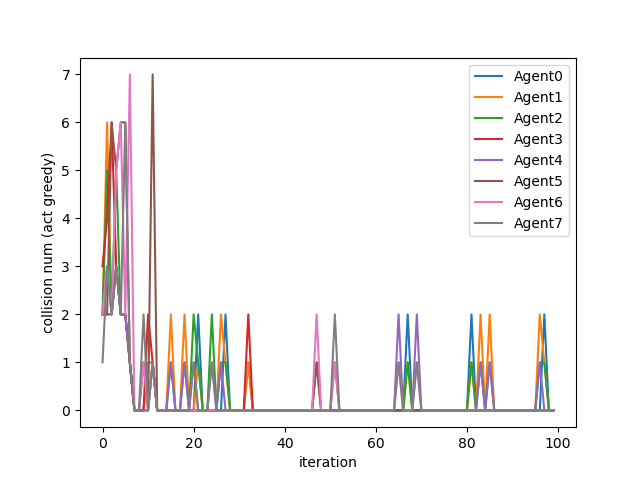 7
6
5
4
3
2
1
0
collision num (act greedy)
Agent0
Agent1
Agent2
Agent3
Agent4
Agent5
Agent6
Agent7
0 20 40 60 80 100
iteration